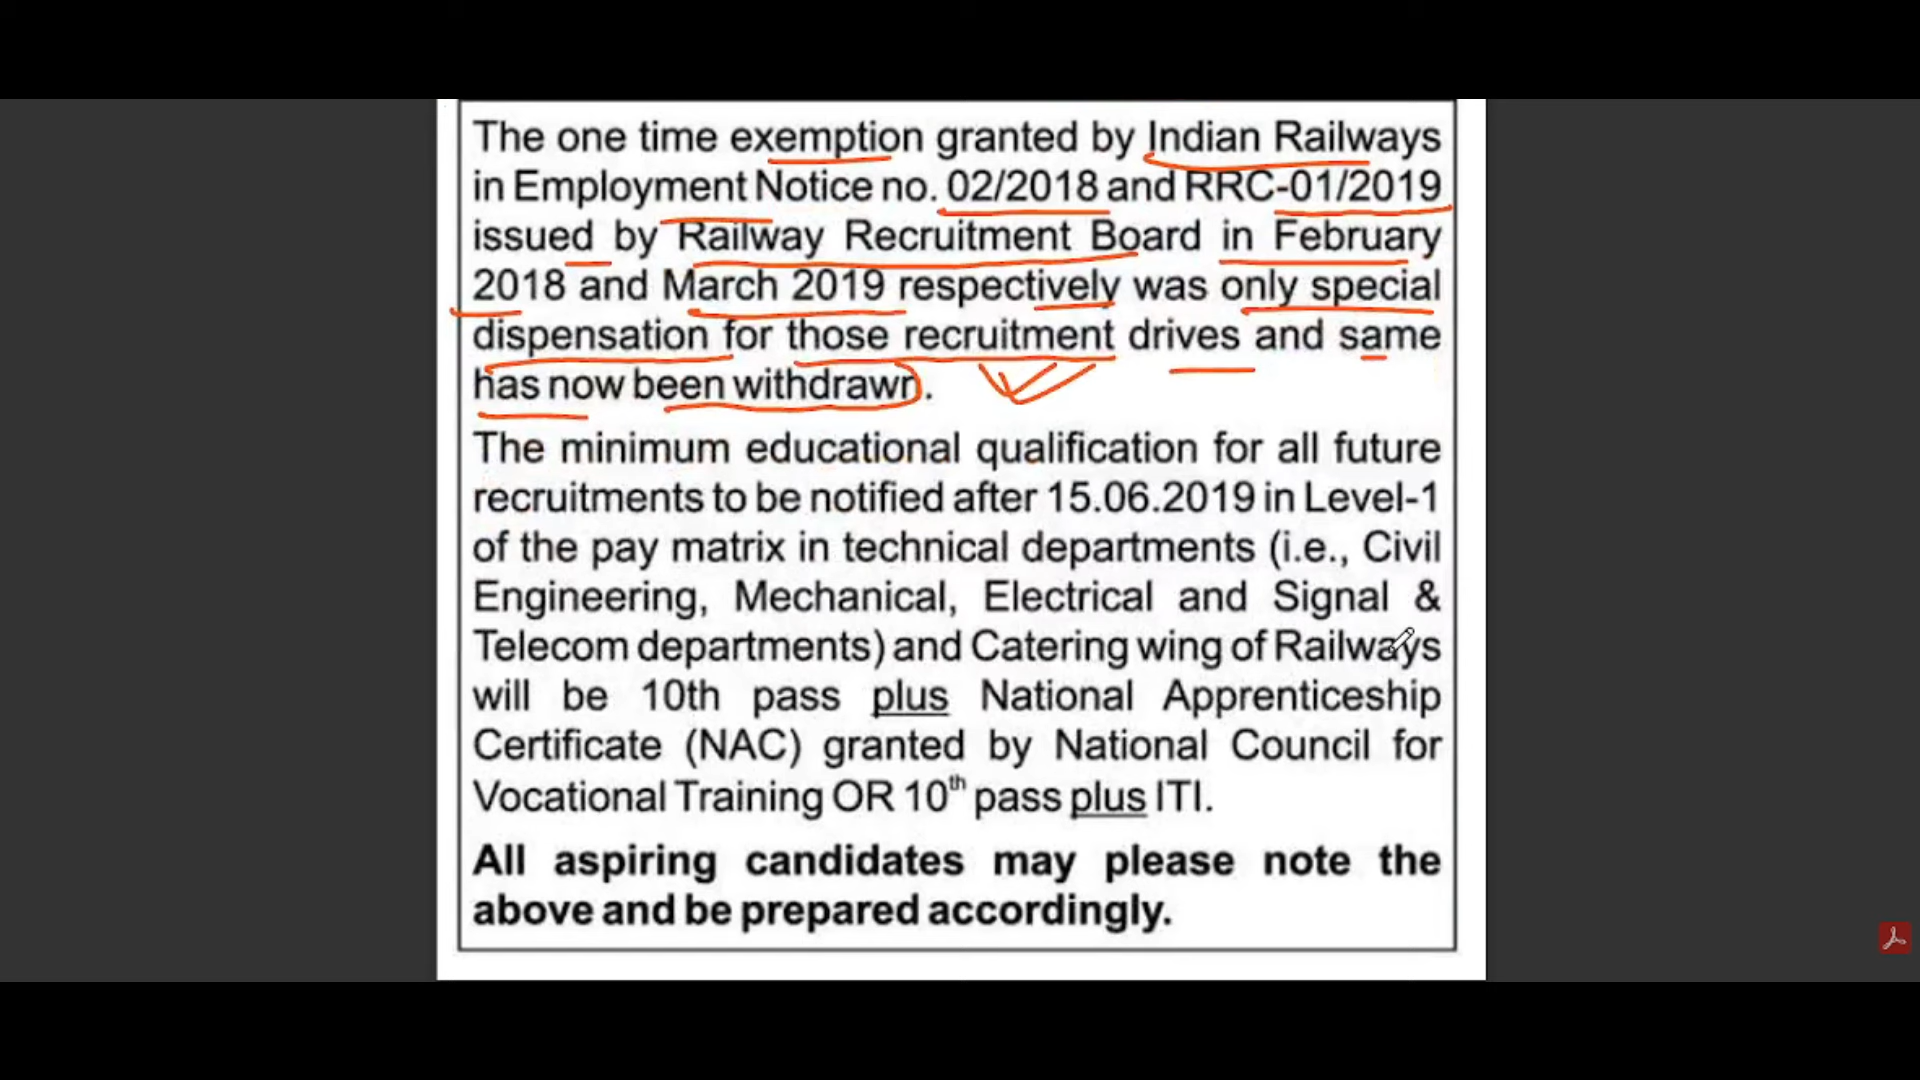 The one time exemption granted by Indian Railways
in Employment Notice no. 02/2018 and RRC-01/2019
issued by Railway Recruitment Board in February
2018 and March 2019 respectively was only special
dispensation for those recruitment drives and same
has now been withdrawn.
The minimum educational qualification for all future
recruitments to be notified after 15.06.2019 in Level-1
of the pay matrix in technical departments (i.e., Civil
Engineering, Mechanical, Electrical and Signal &
Telecom departments) and Catering wing of Railways
will be 10th pass plus National Apprenticeship
Certificate (NAC) granted by National Council for
Vocational Training OR 10th pass plus ITI.
All aspiring candidates may please note the
above and be prepared accordingly.